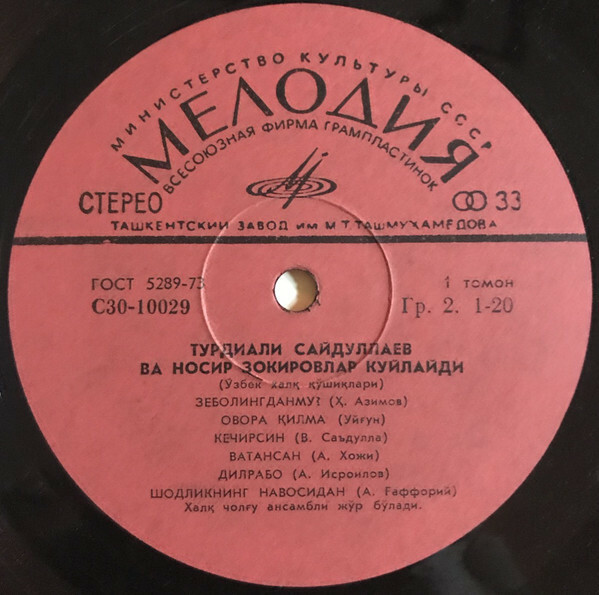 МИНИСТЕРСТВО КУЛЬТУРЫ СССР
МЕЛОДИЯ
ВСЕСОЮЗНАЯ ФИРМА ГРАМПЛАСТИНОК
СТЕРЕО
33
ТАШКЕНТСКИЙ ЗАВОД им М.Т.ТАШМУХАМЕДОВА
ГОСТ 5289-73
1 томон
С30-10029
Гр. 2. 1-20
ТУРДИАЛИ САЙДУЛЛАЕВ
ВА НОСИР ЗОКИРОВЛАР КУЙЛАЙДИ
(Ўзбек халқ қўшиқлари)
ЗЕБОЛИНГДАНМУ? (Ҳ. Азимов)
ОВОРА ҚИЛМА (Уйғун)
КЕЧИРСИН (В. Саъдулла)
ВАТАНСАН (А. Хожи)
ДИЛРАБО (А. Исроилов)
ШОДЛИКНИНГ НАВОСИДАН (А. Ғаффорий)
Халқ чолғу ансамбли жўр бўлади.